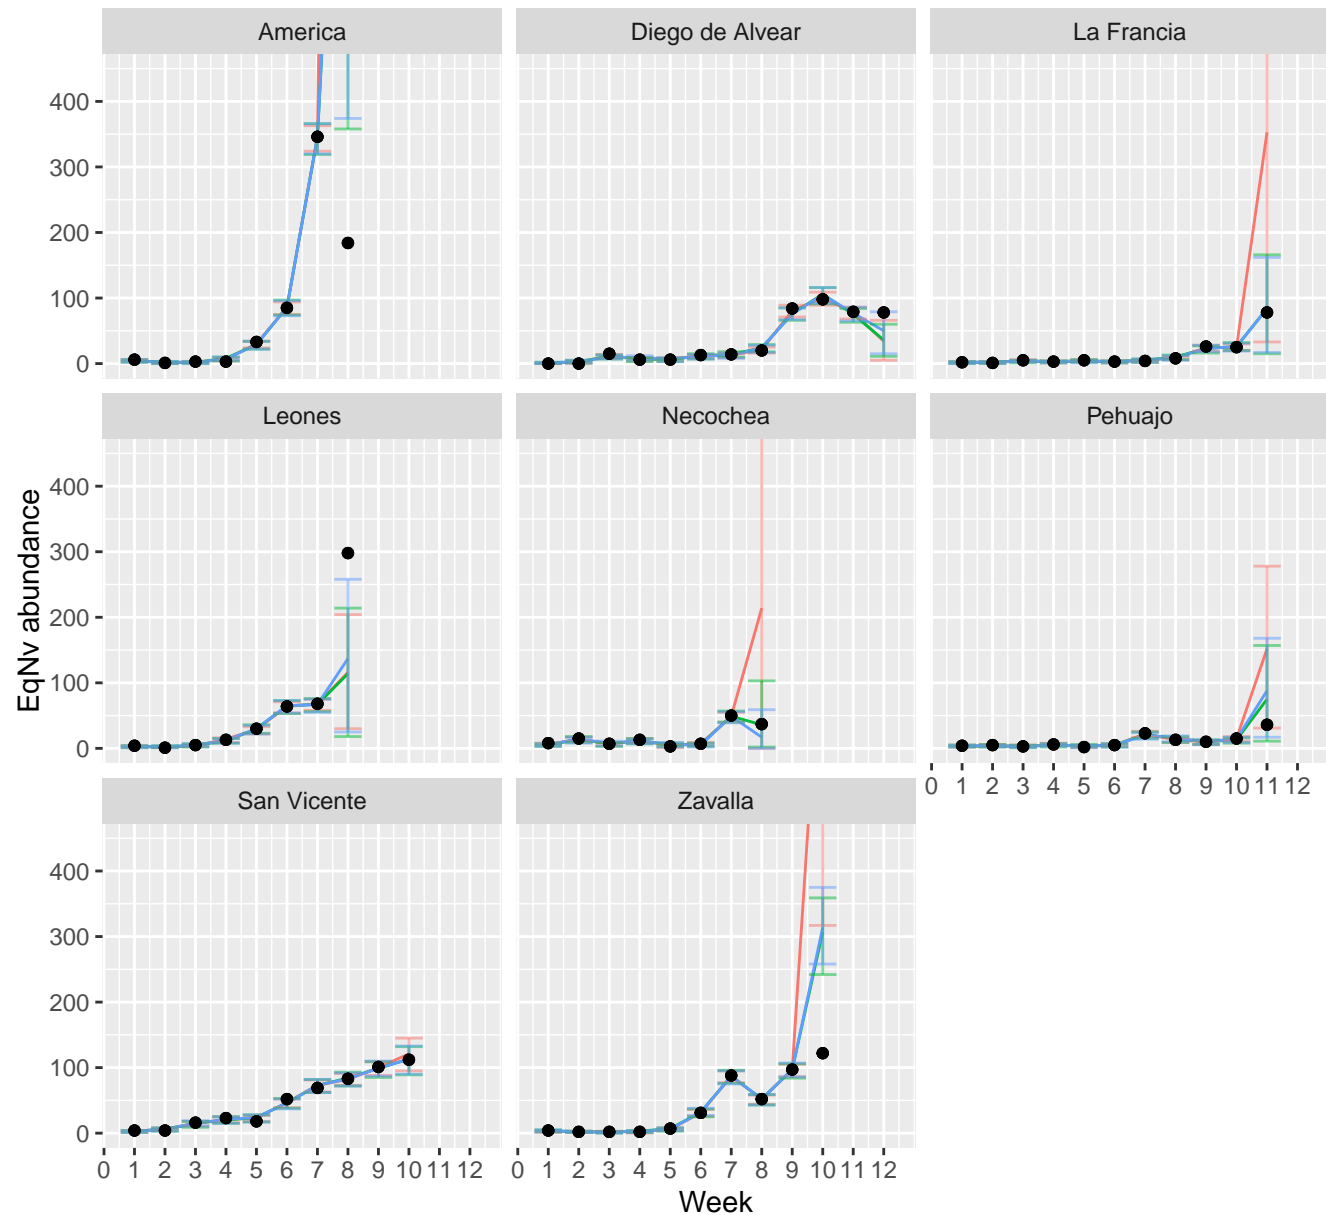 America
Diego de Alvear
La Francia
400
300
200
100
0
Leones
Necochea
Pehuajo
EqNv abundance
400
300
200
100
0
0 1 2 3 4 5 6 7 8 9 10 11 12
San Vicente
Zavalla
400
300
200
100
0
0 1 2 3 4 5 6 7 8 9 10 11 12
0 1 2 3 4 5 6 7 8 9 10 11 12
Week